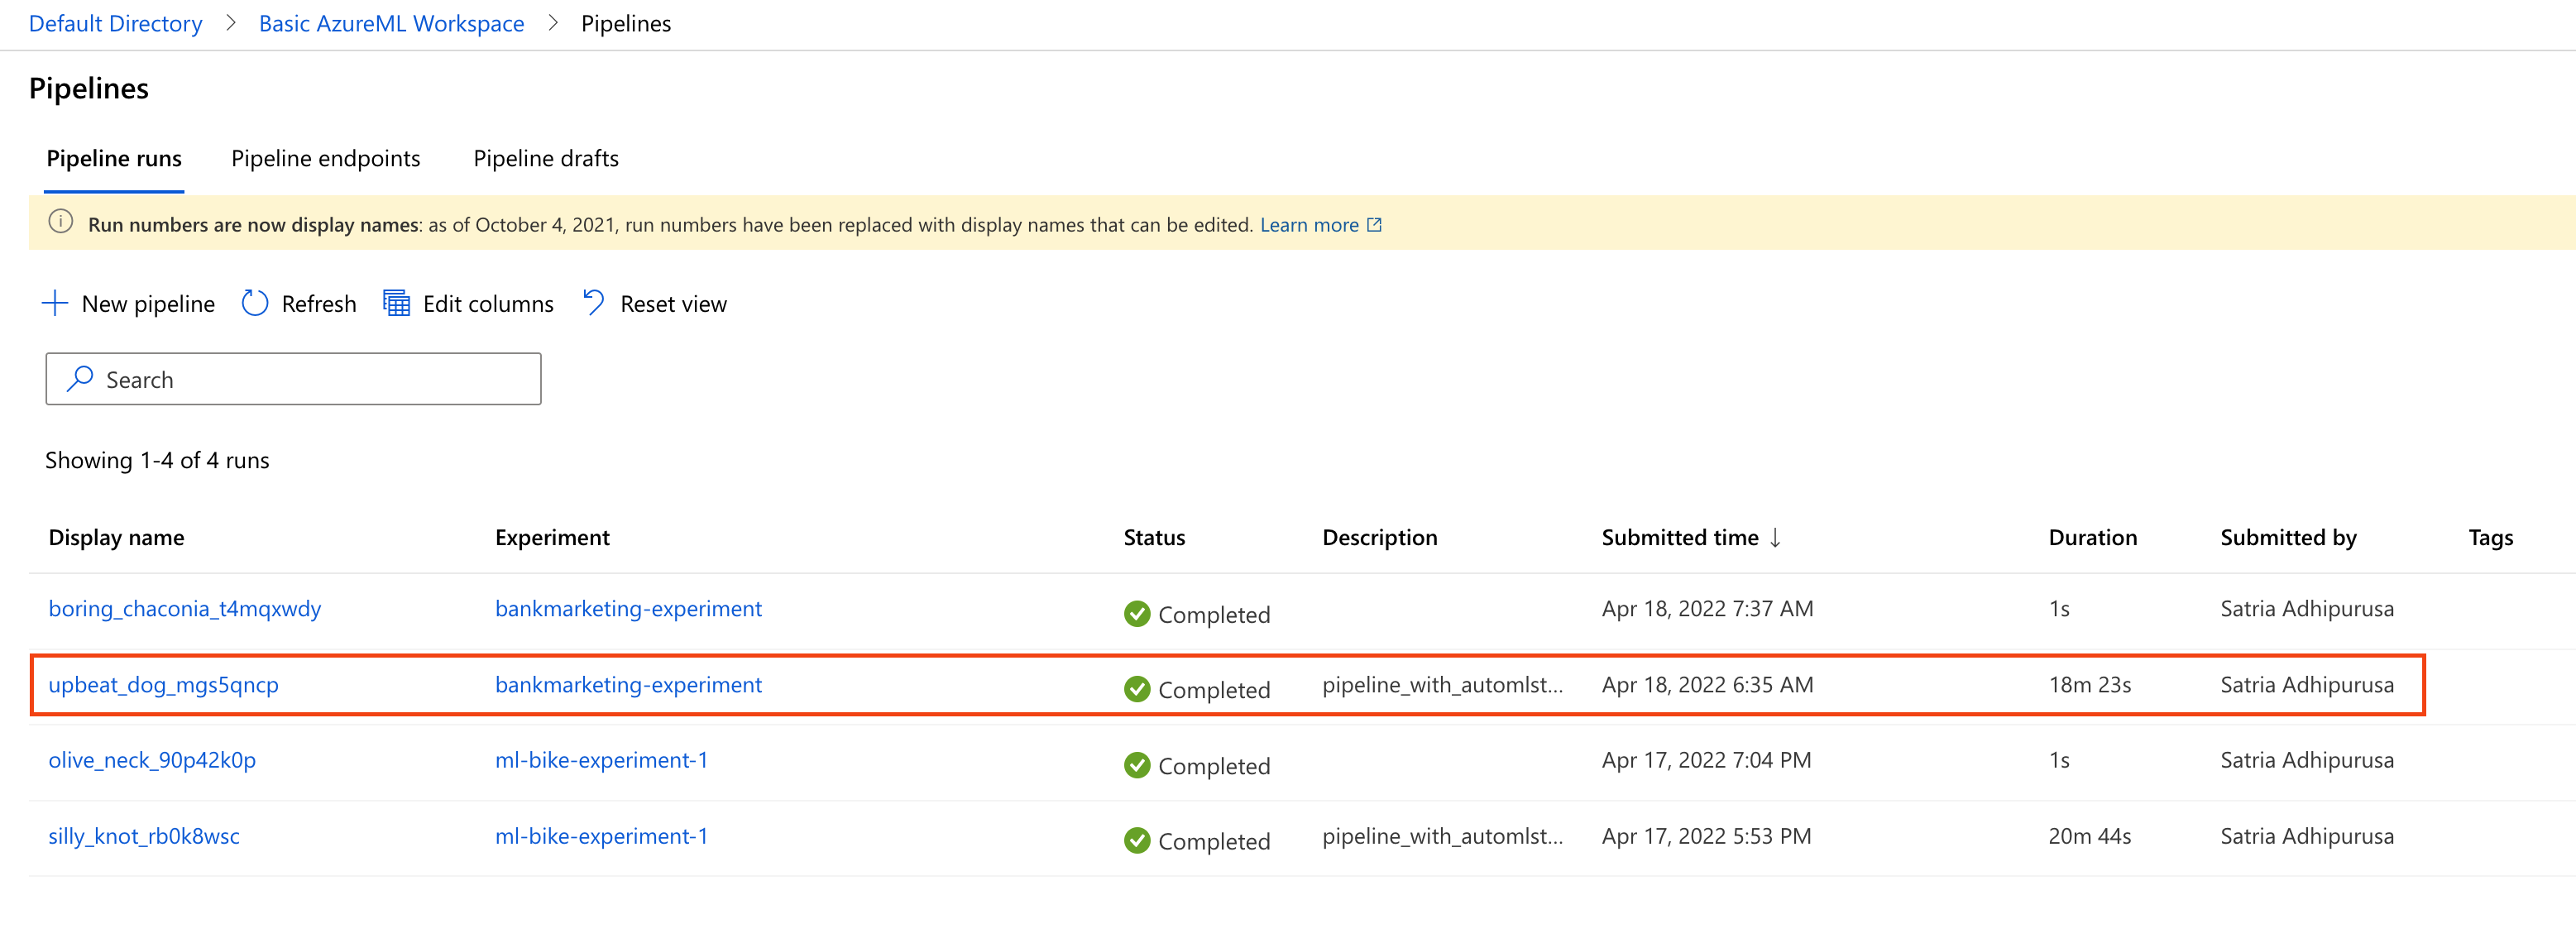 Default Directory > Basic AzureML Workspace > Pipelines
Pipelines
Pipeline runs Pipeline endpoints Pipeline drafts
Run numbers are now display names: as of October 4, 2021, run numbers have been replaced with display names that can be edited. Learn more
New pipeline Refresh Edit columns Reset view
Search
Showing 1-4 of 4 runs
Display name Experiment Status Description Submitted time ↓ Duration Submitted by Tags
boring_chaconia_t4mqxwdy bankmarketing-experiment Completed Apr 18, 2022 7:37 AM 1s Satria Adhipurusa
upbeat_dog_mgs5qncp bankmarketing-experiment Completed pipeline_with_automlst... Apr 18, 2022 6:35 AM 18m 23s Satria Adhipurusa
olive_neck_90p42k0p ml-bike-experiment-1 Completed Apr 17, 2022 7:04 PM 1s Satria Adhipurusa
silly_knot_rb0k8wsc ml-bike-experiment-1 Completed pipeline_with_automlst... Apr 17, 2022 5:53 PM 20m 44s Satria Adhipurusa